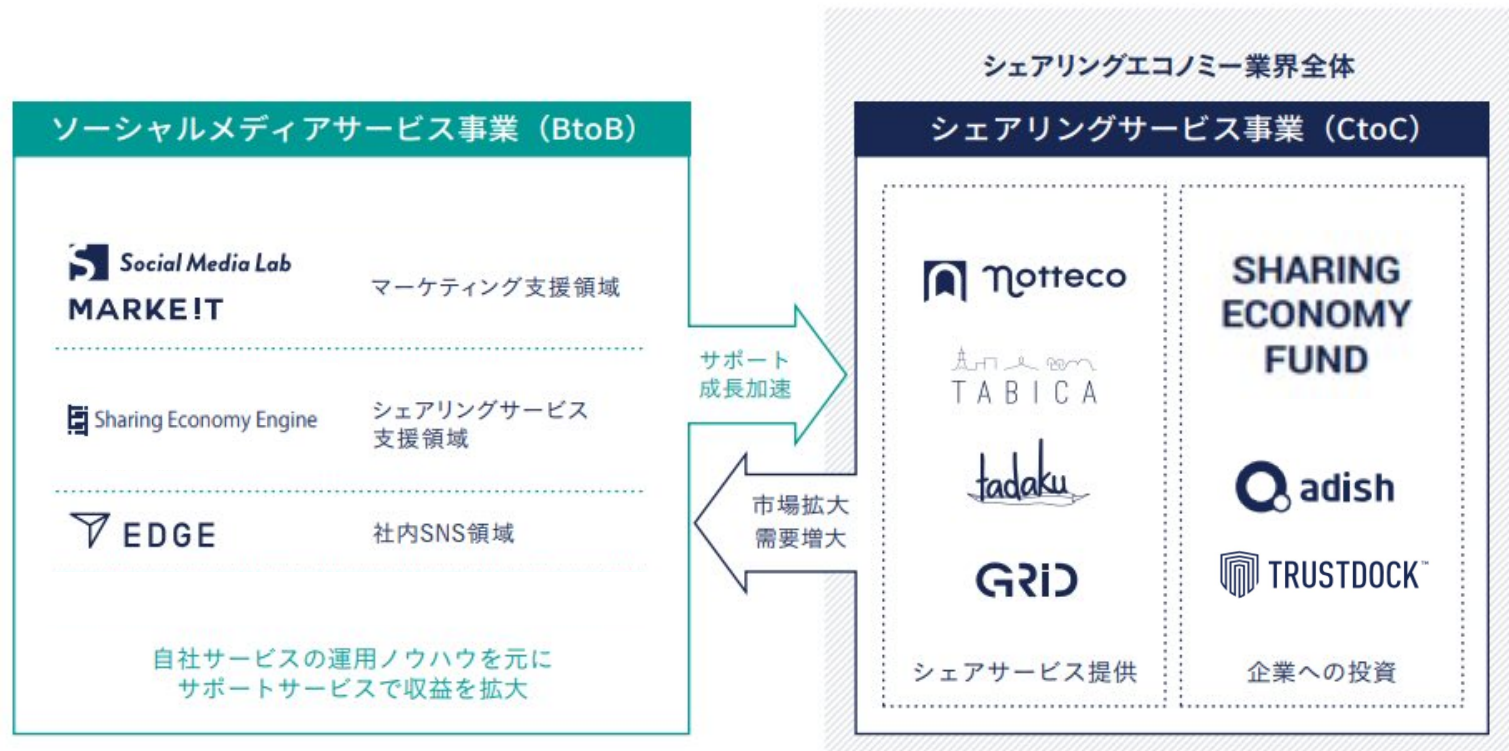 シェアリングエコノミー業界全体
ソーシャルメディアサービス事業（BtoB）
Social Media Lab
MARKE!T
マーケティング支援領域
Sharing Economy Engine
シェアリングサービス
支援領域
EDGE
社内SNS領域
自社サービスの運用ノウハウを元に
サポートサービスで収益を拡大
サポート
成長加速
市場拡大
需要増大
シェアリングサービス事業（CtoC）
notteco
TABICA
tadaku
GRiD
シェアサービス提供
SHARING
ECONOMY
FUND
adish
TRUSTDOCK™
企業への投資